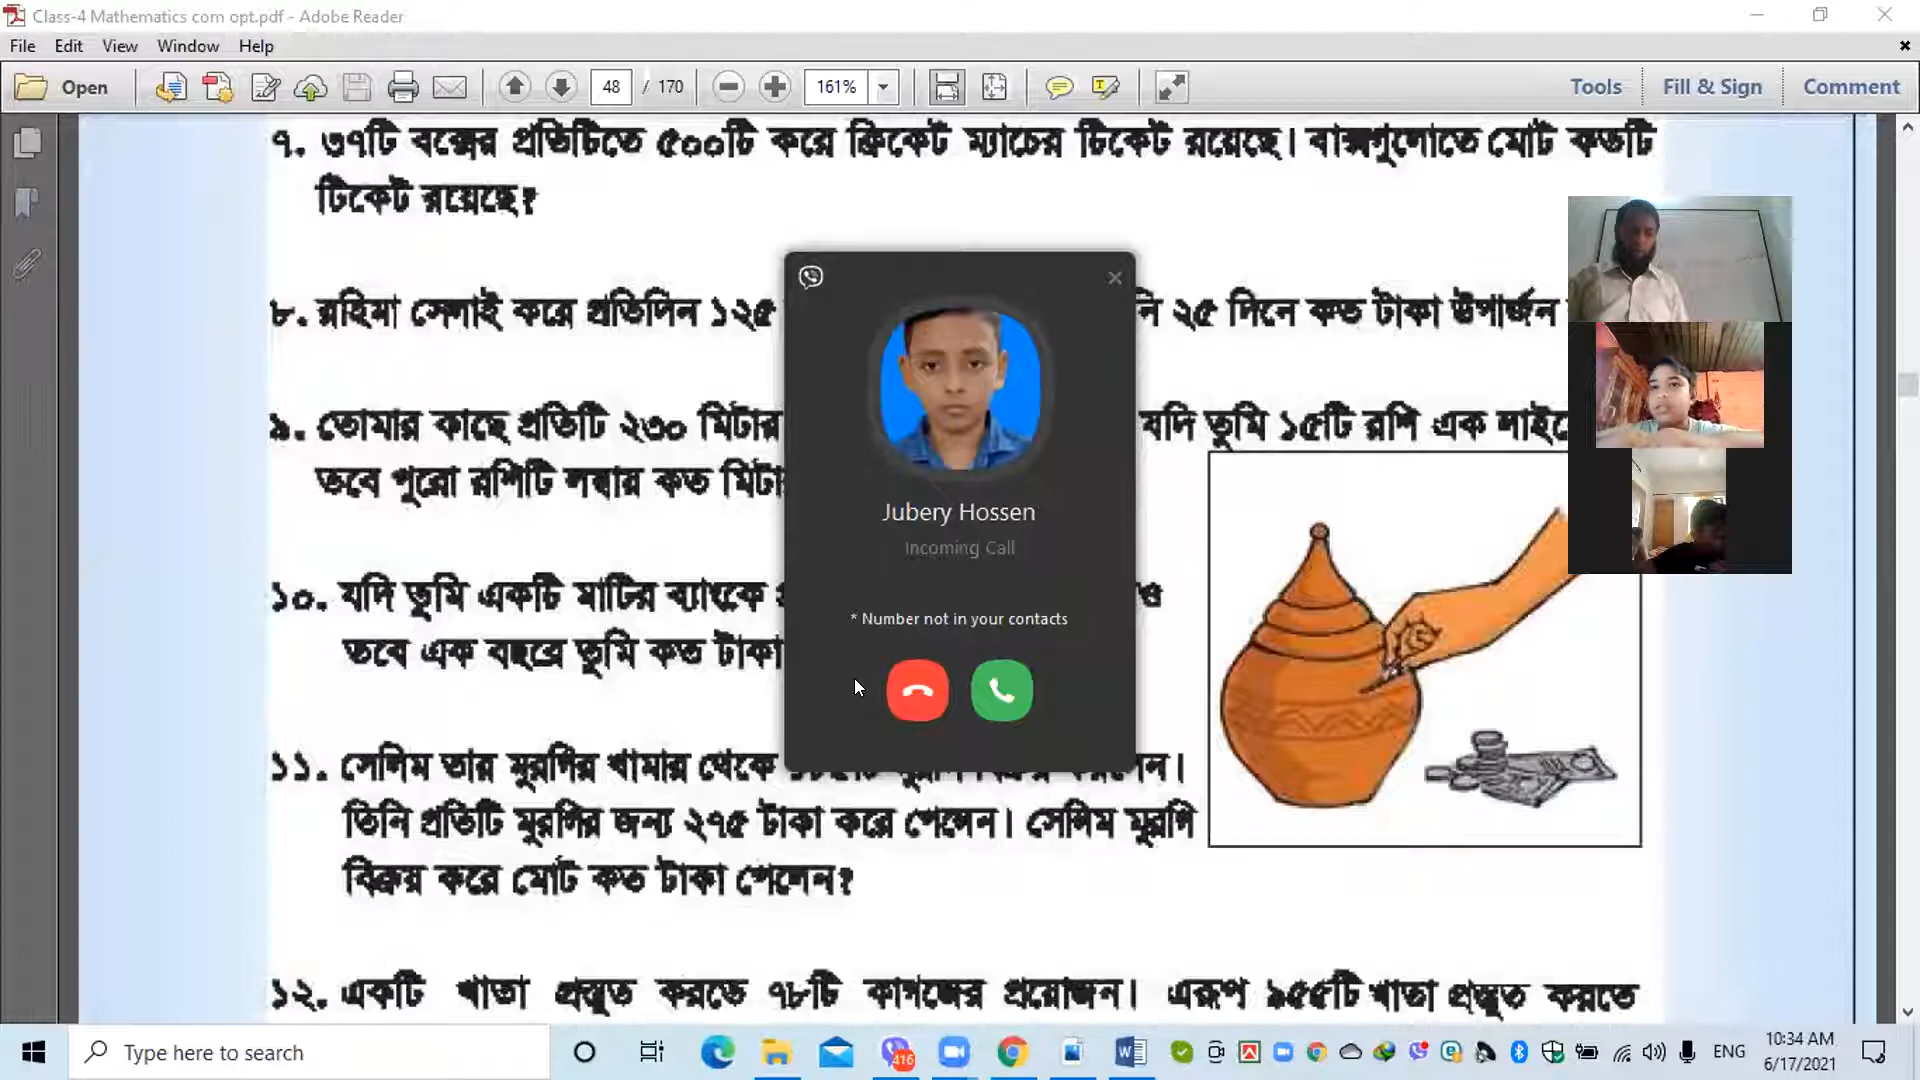 Class-4 Mathematics com opt.pdf - Adobe Reader
File Edit View Window Help
Open 48 / 170 161% Tools Fill & Sign Comment
৭. ৩৭টি বক্সের প্রতিটিতে ৫০০টি করে ক্রিকেট ম্যাচের টিকেট রয়েছে। বাক্সগুলোতে মোট কতটি
টিকেট রয়েছে?
৮. রহিমা সেলাই করে প্রতিদিন ১২৫
নি ২৫ দিনে কত টাকা উপার্জন
৯. তোমার কাছে প্রতিটি ২৩০ মিটার
যদি তুমি ১৫টি রশি এক লাইনে
তবে পুরো রশিটি লম্বায় কত মিটা
১০. যদি তুমি একটি মাটির ব্যাংকে
তবে এক বছরে তুমি কত টাকা
১১. সেলিম তার মুরগির খামার থেকে
তিনি প্রতিটি মুরগির জন্য ২৭৫ টাকা করে পেলেন। সেলিম মুরগি
বিক্রয় করে মোট কত টাকা পেলেন?
১২. একটি খাতা প্রস্তুত করতে ৭৮টি কাগজের প্রয়োজন। এরূপ ৯৫৫টি খাতা প্রস্তুত করতে
Jubery Hossen
Incoming Call
* Number not in your contacts
Type here to search
416
ENG
10:34 AM
6/17/2021